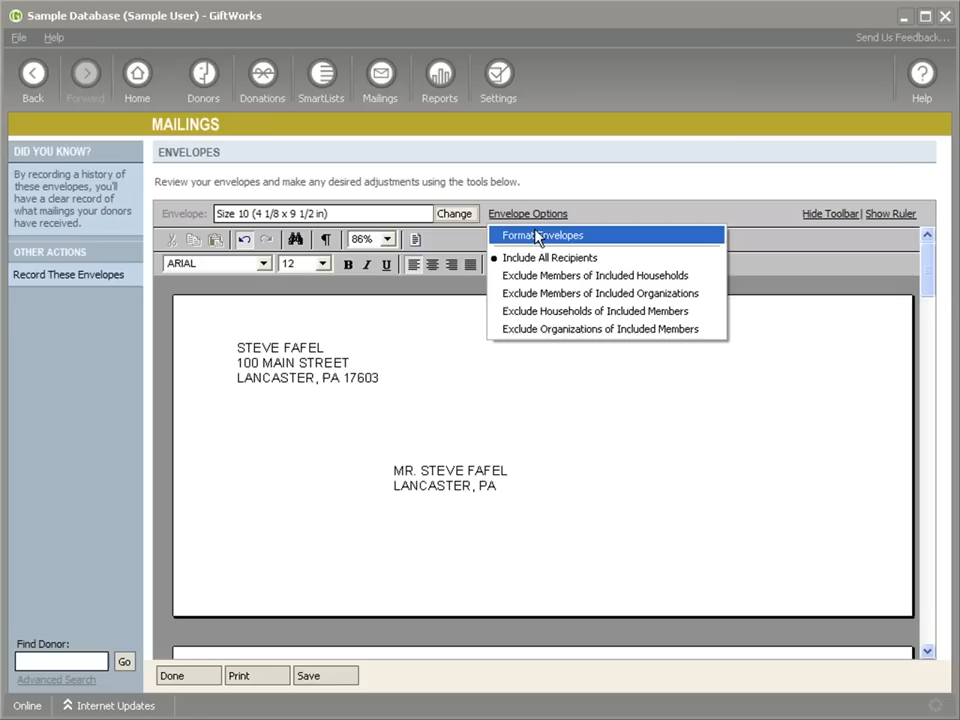 Sample Database (Sample User) - GiftWorks
File Help Send Us Feedback...
Back Forward Home Donors Donations SmartLists Mailings Reports Settings Help
MAILINGS
DID YOU KNOW?
By recording a history of
these envelopes, you'll
have a clear record of
what mailings your donors
have received.
OTHER ACTIONS
Record These Envelopes
Find Donor:
Go
Advanced Search
ENVELOPES
Review your envelopes and make any desired adjustments using the tools below.
Envelope: Size 10 (4 1/8 x 9 1/2 in) Change Envelope Options Hide Toolbar | Show Ruler
86%
ARIAL 12 B I U
Format Envelopes
Include All Recipients
Exclude Members of Included Households
Exclude Members of Included Organizations
Exclude Households of Included Members
Exclude Organizations of Included Members
STEVE FAFEL
100 MAIN STREET
LANCASTER, PA 17603
MR. STEVE FAFEL
LANCASTER, PA
Done Print Save
Online Internet Updates